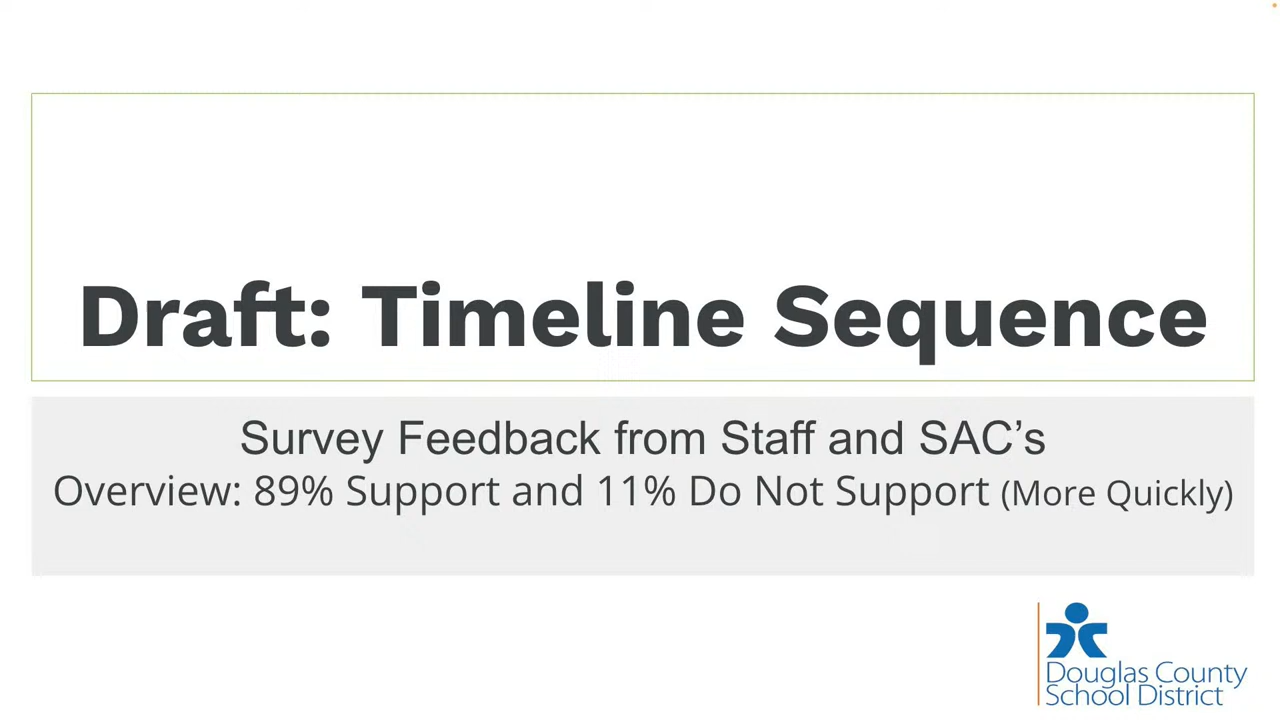 Draft: Timeline Sequence
Survey Feedback from Staff and SAC’s
Overview: 89% Support and 11% Do Not Support (More Quickly)
Douglas County
School District